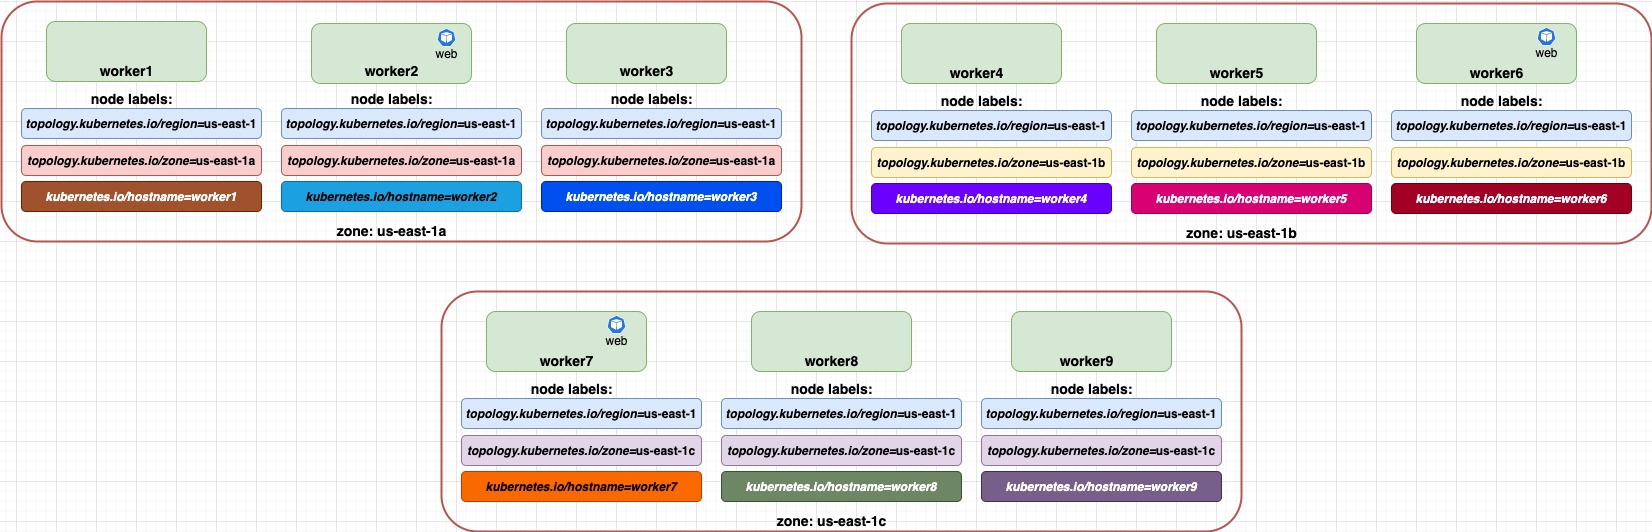 web
worker1
worker2
worker3
node labels:
node labels:
node labels:
topology.kubernetes.io/region=us-east-1
topology.kubernetes.io/region=us-east-1
topology.kubernetes.io/region=us-east-1
topology.kubernetes.io/zone=us-east-1a
topology.kubernetes.io/zone=us-east-1a
topology.kubernetes.io/zone=us-east-1a
kubernetes.io/hostname=worker1
kubernetes.io/hostname=worker2
kubernetes.io/hostname=worker3
zone: us-east-1a
web
worker4
worker5
worker6
node labels:
node labels:
node labels:
topology.kubernetes.io/region=us-east-1
topology.kubernetes.io/region=us-east-1
topology.kubernetes.io/region=us-east-1
topology.kubernetes.io/zone=us-east-1b
topology.kubernetes.io/zone=us-east-1b
topology.kubernetes.io/zone=us-east-1b
kubernetes.io/hostname=worker4
kubernetes.io/hostname=worker5
kubernetes.io/hostname=worker6
zone: us-east-1b
web
worker7
worker8
worker9
node labels:
node labels:
node labels:
topology.kubernetes.io/region=us-east-1
topology.kubernetes.io/region=us-east-1
topology.kubernetes.io/region=us-east-1
topology.kubernetes.io/zone=us-east-1c
topology.kubernetes.io/zone=us-east-1c
topology.kubernetes.io/zone=us-east-1c
kubernetes.io/hostname=worker7
kubernetes.io/hostname=worker8
kubernetes.io/hostname=worker9
zone: us-east-1c